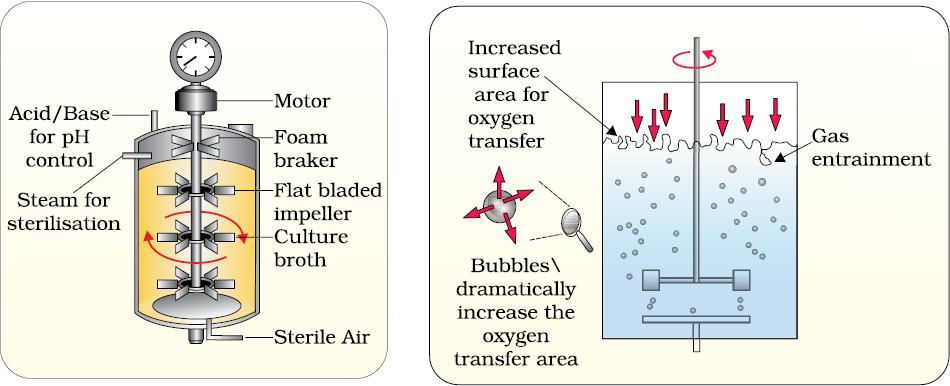 Motor
Acid/Base
for pH
control
Foam
braker
Steam for
sterilisation
Flat bladed
impeller
Culture
broth
Sterile Air
Increased
surface
area for
oxygen
transfer
Gas
entrainment
Bubbles\
dramatically
increase the
oxygen
transfer area